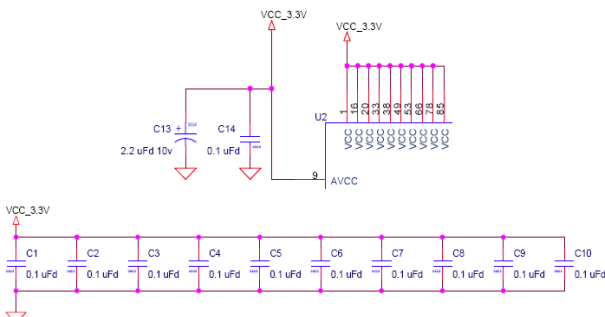 VCC_3.3V
VCC_3.3V
U2
1 16 20 33 38 49 53 66 78 85
VCC VCC VCC VCC VCC VCC VCC VCC VCC VCC
C13 +
2.2 uFd 10v
C14
0.1 uFd
9
AVCC
VCC_3.3V
C1 C2 C3 C4 C5 C6 C7 C8 C9 C10
0.1 uFd 0.1 uFd 0.1 uFd 0.1 uFd 0.1 uFd 0.1 uFd 0.1 uFd 0.1 uFd 0.1 uFd 0.1 uFd